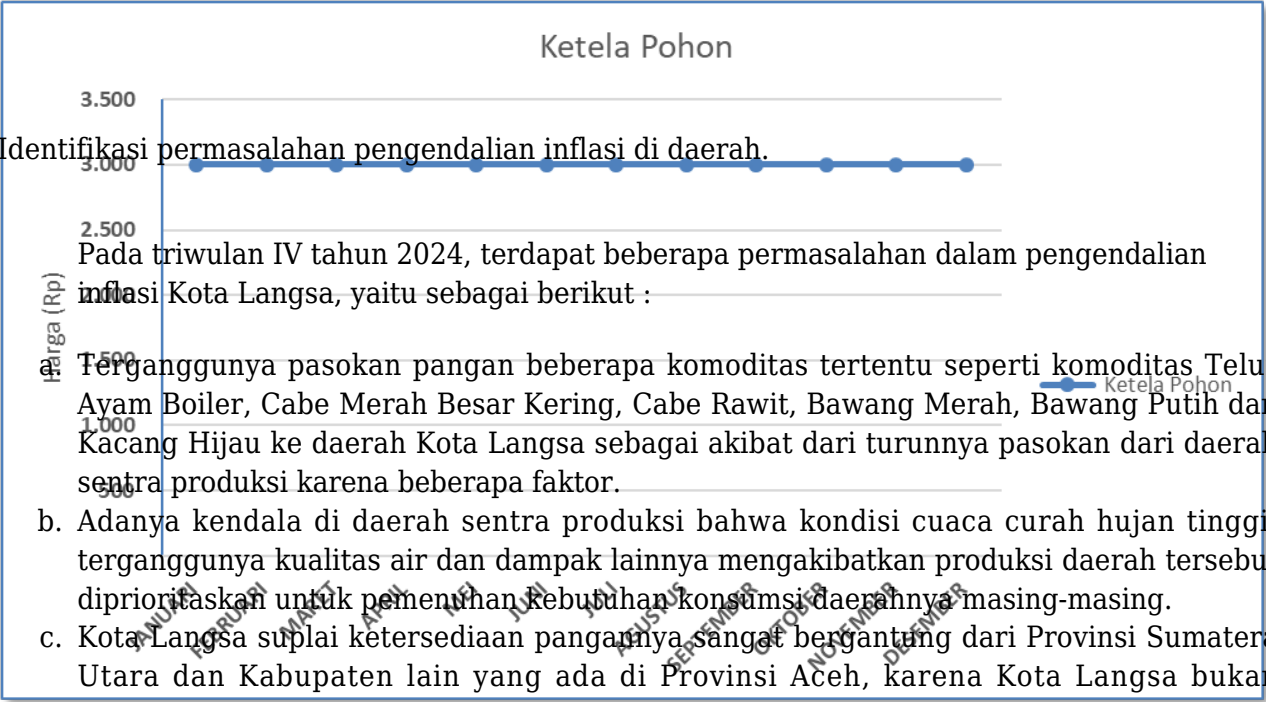 Ketela Pohon
3.500
3.000
2.500
2.000
1.500
1.000
500
Harga (Rp)
JANUARI
FEBRUARI
MARET
APRIL
MEI
JUNI
JULI
AGUSTUS
SEPTEMBER
OKTOBER
NOVEMBER
DESEMBER
Ketela Pohon
Identifikasi permasalahan pengendalian inflasi di daerah.
Pada triwulan IV tahun 2024, terdapat beberapa permasalahan dalam pengendalian
inflasi Kota Langsa, yaitu sebagai berikut :
a. Terganggunya pasokan pangan beberapa komoditas tertentu seperti komoditas Telu
Ayam Boiler, Cabe Merah Besar Kering, Cabe Rawit, Bawang Merah, Bawang Putih dan
Kacang Hijau ke daerah Kota Langsa sebagai akibat dari turunnya pasokan dari daerah
sentra produksi karena beberapa faktor.
b. Adanya kendala di daerah sentra produksi bahwa kondisi cuaca curah hujan tinggi
terganggunya kualitas air dan dampak lainnya mengakibatkan produksi daerah tersebu
diprioritaskan untuk pemenuhan kebutuhan konsumsi daerahnya masing-masing.
c. Kota Langsa suplai ketersediaan pangannya sangat bergantung dari Provinsi Sumatera
Utara dan Kabupaten lain yang ada di Provinsi Aceh, karena Kota Langsa bukan